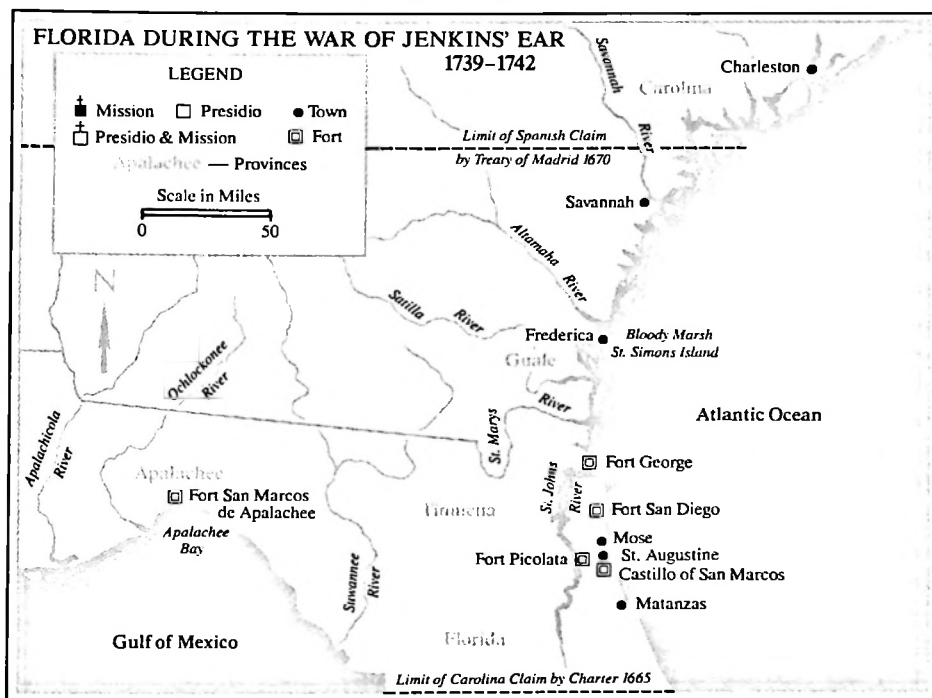 FLORIDA DURING THE WAR OF JENKINS' EAR
1739–1742
LEGEND
Mission
Presidio
Town
Presidio & Mission
Fort
Apalachee — Provinces
Scale in Miles
0 50
Savannah
River
Carolina
Charleston
Limit of Spanish Claim
by Treaty of Madrid 1670
Savannah
Altamaha
River
Satilla
River
Frederica
Bloody Marsh
St. Simons Island
Guale
N
Ochlockonee
River
Apalachicola
River
St. Marys
River
Atlantic Ocean
Apalachee
Fort San Marcos
de Apalachee
Apalachee
Bay
Timucua
St. Johns
River
Fort George
Fort San Diego
Mose
St. Augustine
Fort Picolata
Castillo of San Marcos
Matanzas
Suwannee
River
Gulf of Mexico
Florida
Limit of Carolina Claim by Charter 1665